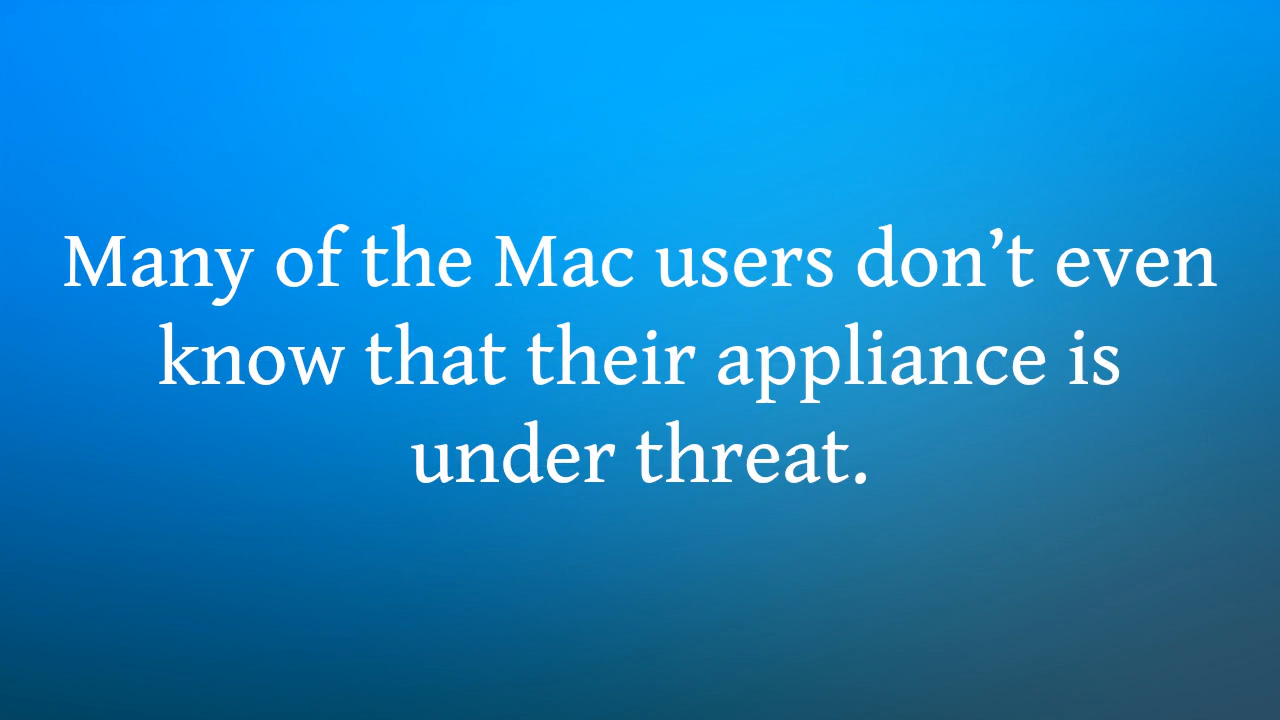 Many of the Mac users don’t even
know that their appliance is
under threat.